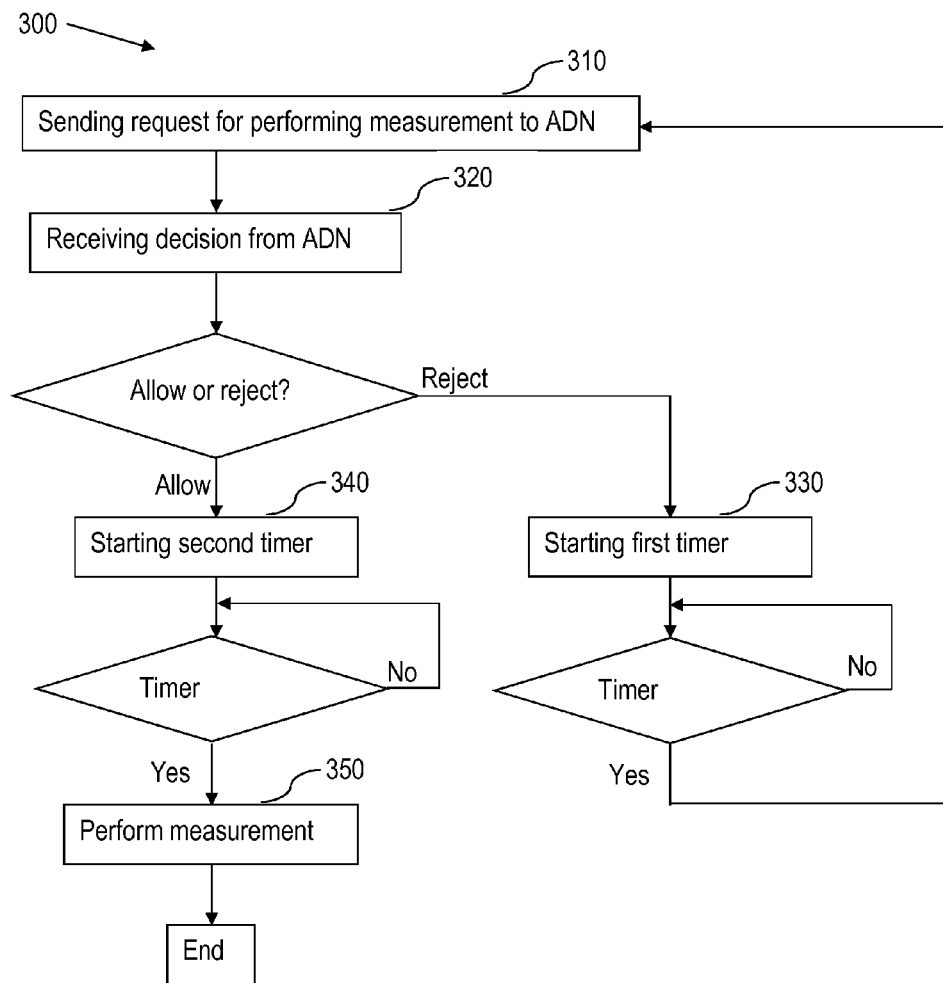 300
310
Sending request for performing measurement to ADN
320
Receiving decision from ADN
Allow or reject?
Reject
Allow
340
330
Starting second timer
Starting first timer
Timer
No
Timer
No
Yes
Yes
350
Perform measurement
End